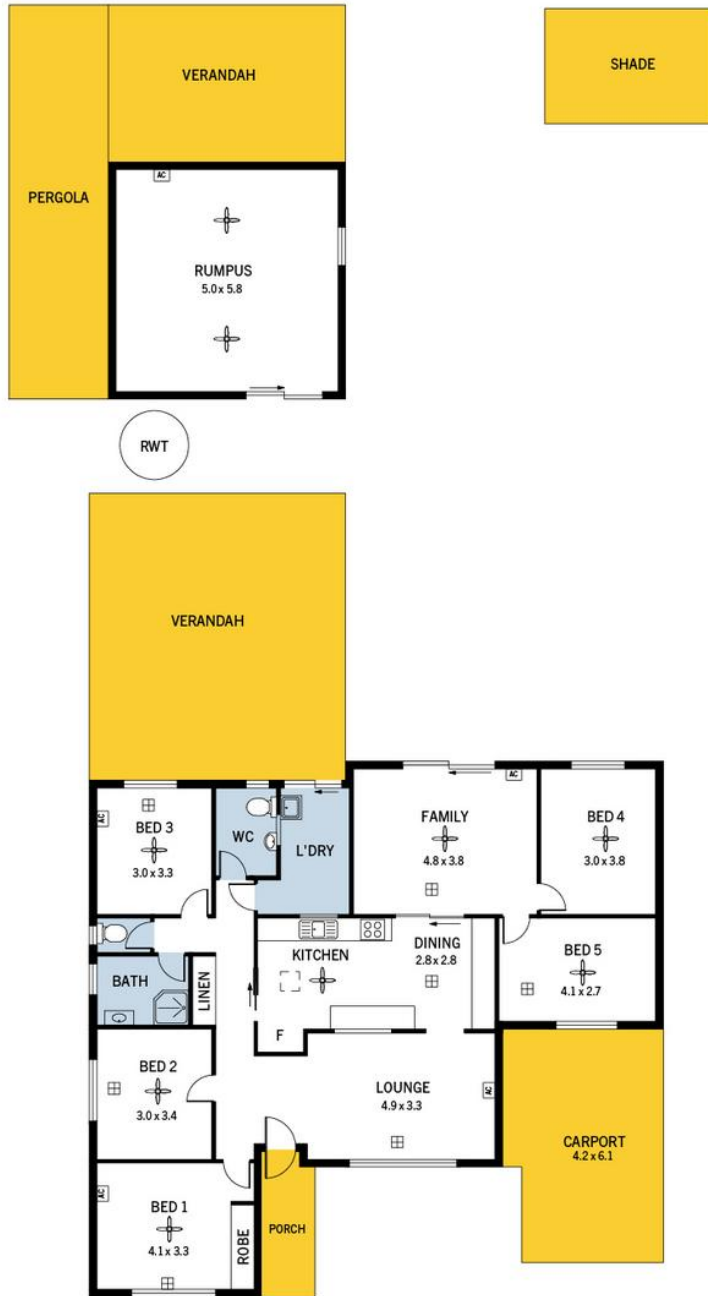 VERANDAH
SHADE
PERGOLA
AC
RUMPUS
5.0 x 5.8
RWT
VERANDAH
AC
BED 3
3.0 x 3.3
WC
L'DRY
FAMILY
4.8 x 3.8
AC
BED 4
3.0 x 3.8
KITCHEN
DINING
2.8 x 2.8
BED 5
4.1 x 2.7
BATH
LINEN
F
BED 2
3.0 x 3.4
LOUNGE
4.9 x 3.3
AC
CARPORT
4.2 x 6.1
AC
BED 1
4.1 x 3.3
ROBE
PORCH